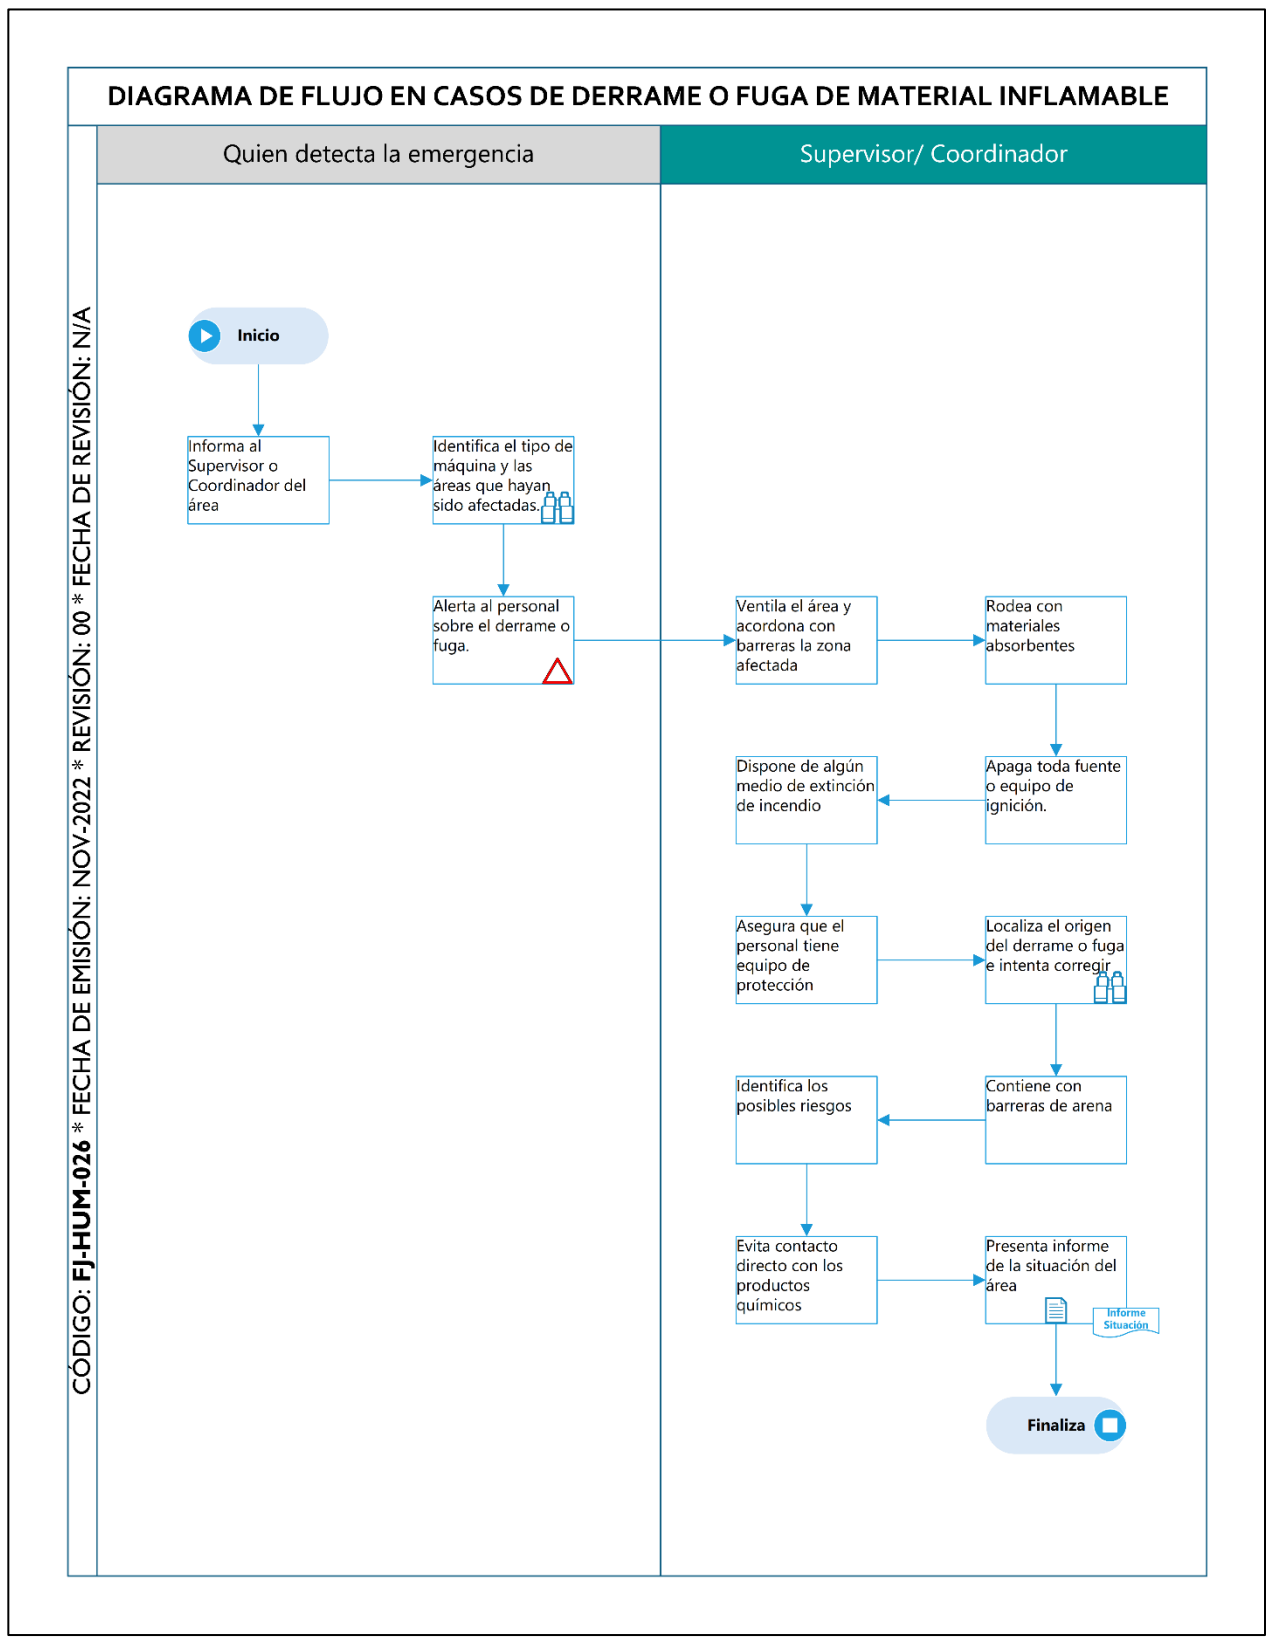 DIAGRAMA DE FLUJO EN CASOS DE DERRAME O FUGA DE MATERIAL INFLAMABLE
Quien detecta la emergencia
Supervisor/ Coordinador
CÓDIGO: FJ-HUM-026 * FECHA DE EMISIÓN: NOV-2022 * REVISIÓN: 00 * FECHA DE REVISIÓN: N/A
Inicio
Informa al
Supervisor o
Coordinador del
área
Identifica el tipo de
máquina y las
áreas que hayan
sido afectadas.
Alerta al personal
sobre el derrame o
fuga.
Ventila el área y
acordona con
barreras la zona
afectada
Rodea con
materiales
absorbentes
Apaga toda fuente
o equipo de
ignición.
Dispone de algún
medio de extinción
de incendio
Asegura que el
personal tiene
equipo de
protección
Localiza el origen
del derrame o fuga
e intenta corregir
Contiene con
barreras de arena
Identifica los
posibles riesgos
Evita contacto
directo con los
productos
químicos
Presenta informe
de la situación del
área
Informe
Situación
Finaliza